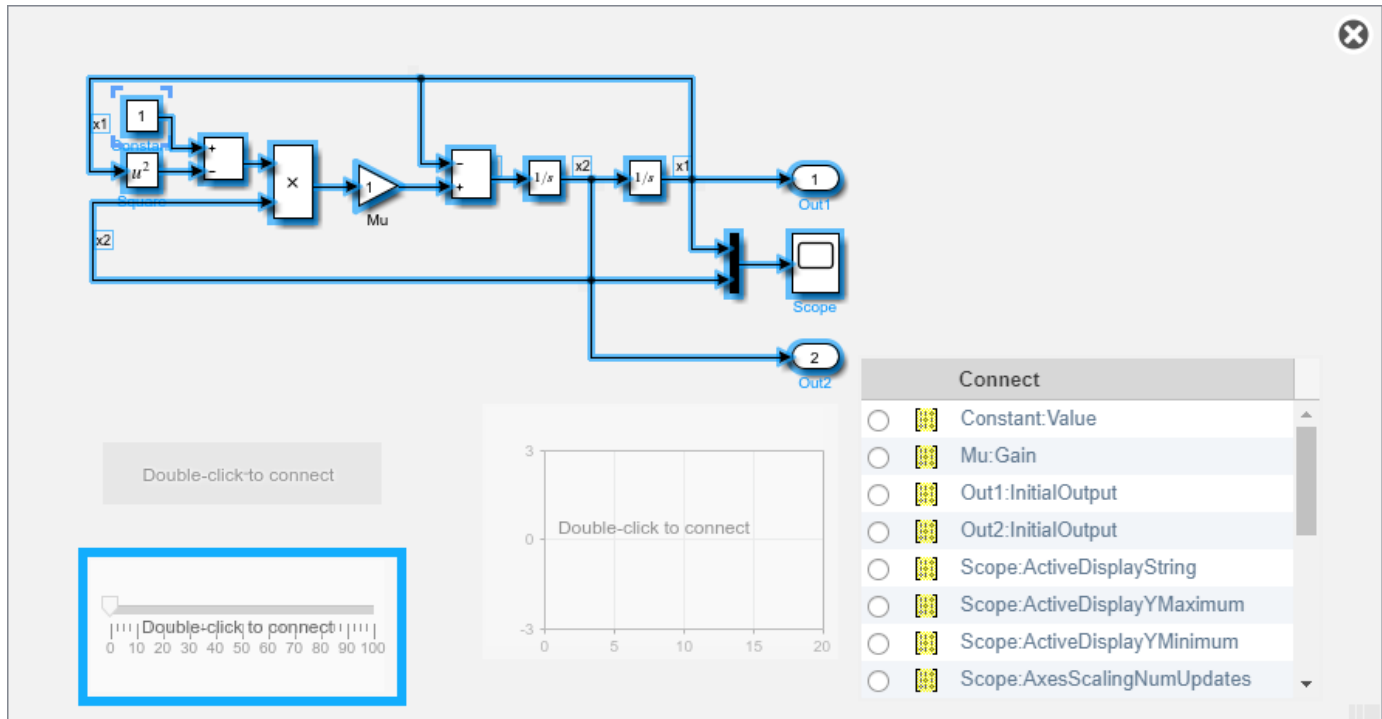 x1
1
Constan
+
−
u²
Square
×
1
Mu
−
+
1/s
x2
1/s
x1
1
Out1
x2
Scope
2
Out2
Connect
Constant:Value
Mu:Gain
Out1:InitialOutput
Out2:InitialOutput
Scope:ActiveDisplayString
Scope:ActiveDisplayYMaximum
Scope:ActiveDisplayYMinimum
Scope:AxesScalingNumUpdates
Double-click to connect
3
Double-click to connect
0
-3
0 5 10 15 20
Double-click to connect
0 10 20 30 40 50 60 70 80 90 100